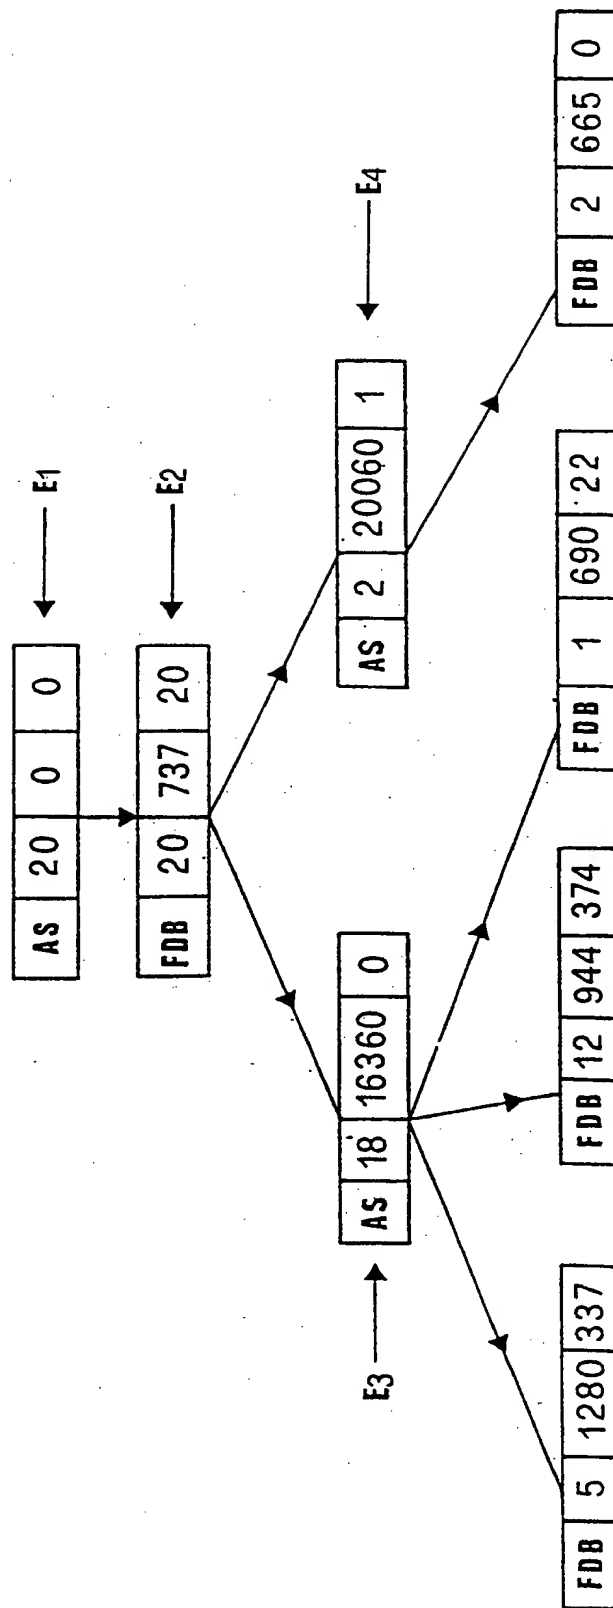 AS 20 0 0
E1
FDB 20 737 20
E2
E3
AS 18 16360 0
AS 2 20060 1
E4
FDB 5 1280 337
FDB 12 944 374
FDB 1 690 22
FDB 2 665 0